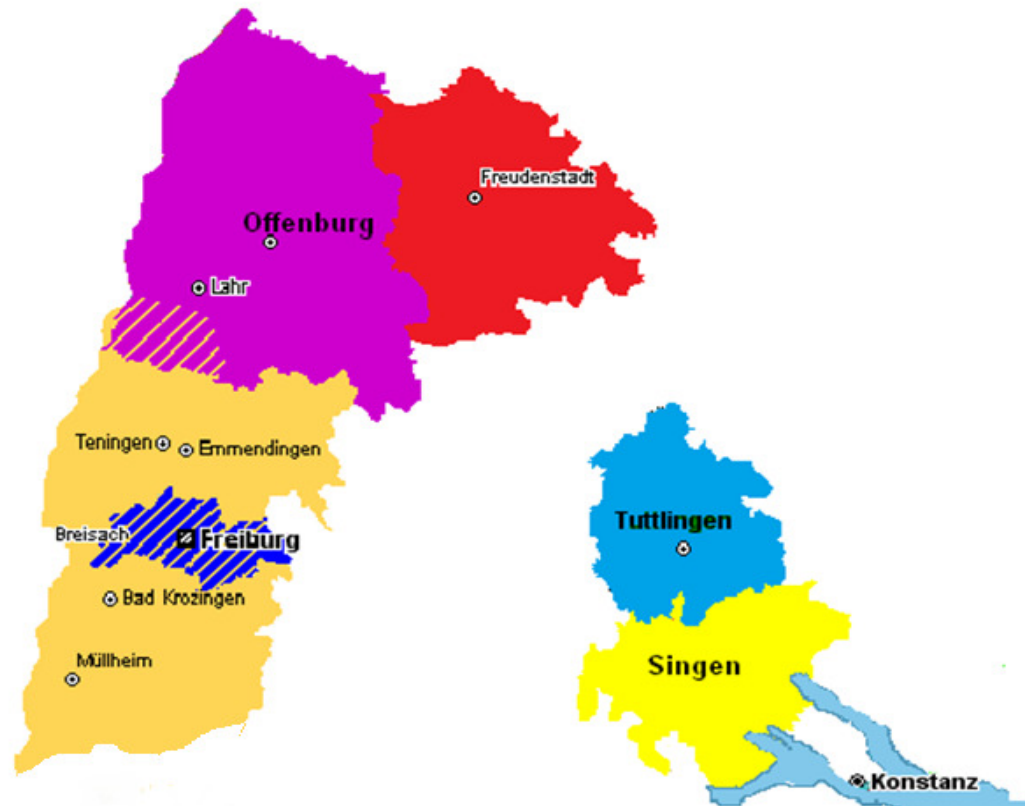 Freudenstadt
Offenburg
Lahr
Teningen
Emmendingen
Tuttlingen
Breisach
Freiburg
Bad Krozingen
Müllheim
Singen
Konstanz